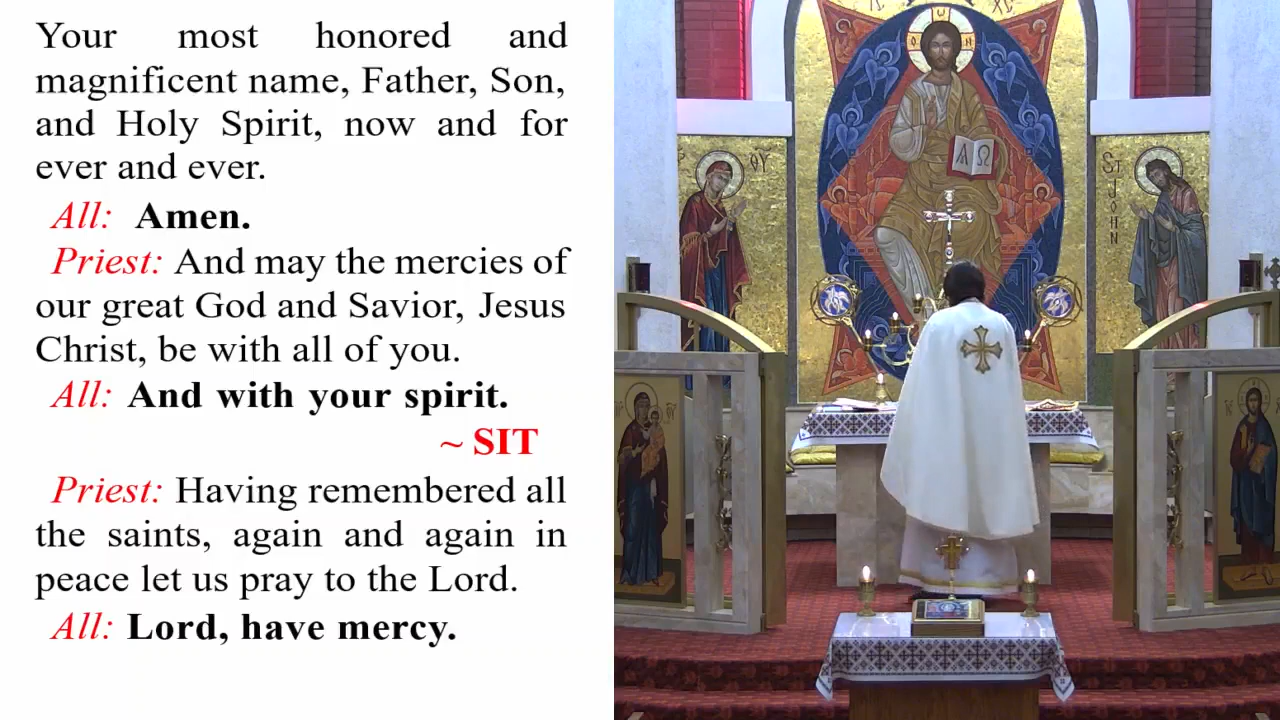 Your most honored and
magnificent name, Father, Son,
and Holy Spirit, now and for
ever and ever.
All: Amen.
Priest: And may the mercies of
our great God and Savior, Jesus
Christ, be with all of you.
All: And with your spirit.
~ SIT
Priest: Having remembered all
the saints, again and again in
peace let us pray to the Lord.
All: Lord, have mercy.
IC XC
Ο Η
Α Ω
ΘΥ
ST
JOHN